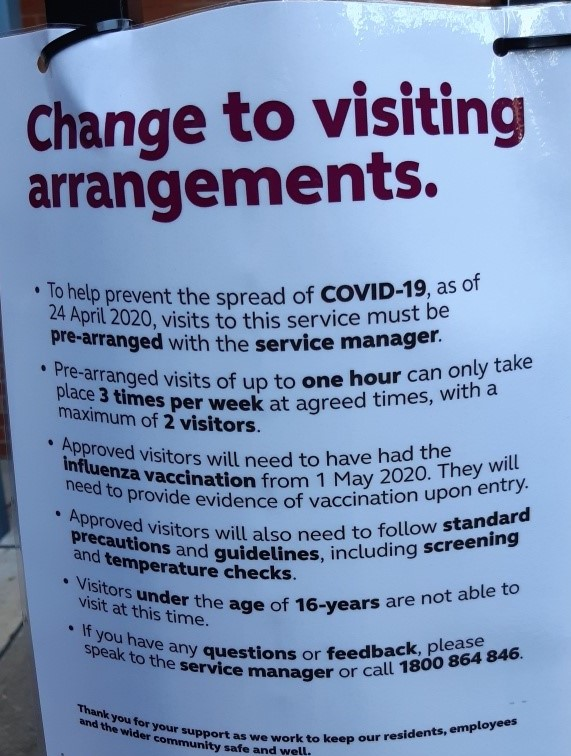 Change to visiting
arrangements.
• To help prevent the spread of COVID-19, as of
24 April 2020, visits to this service must be
pre-arranged with the service manager.
• Pre-arranged visits of up to one hour can only take
place 3 times per week at agreed times, with a
maximum of 2 visitors.
• Approved visitors will need to have had the
influenza vaccination from 1 May 2020. They will
need to provide evidence of vaccination upon entry.
• Approved visitors will also need to follow standard
precautions and guidelines, including screening
and temperature checks.
• Visitors under the age of 16-years are not able to
visit at this time.
• If you have any questions or feedback, please
speak to the service manager or call 1800 864 846.
Thank you for your support as we work to keep our residents, employees
and the wider community safe and well.